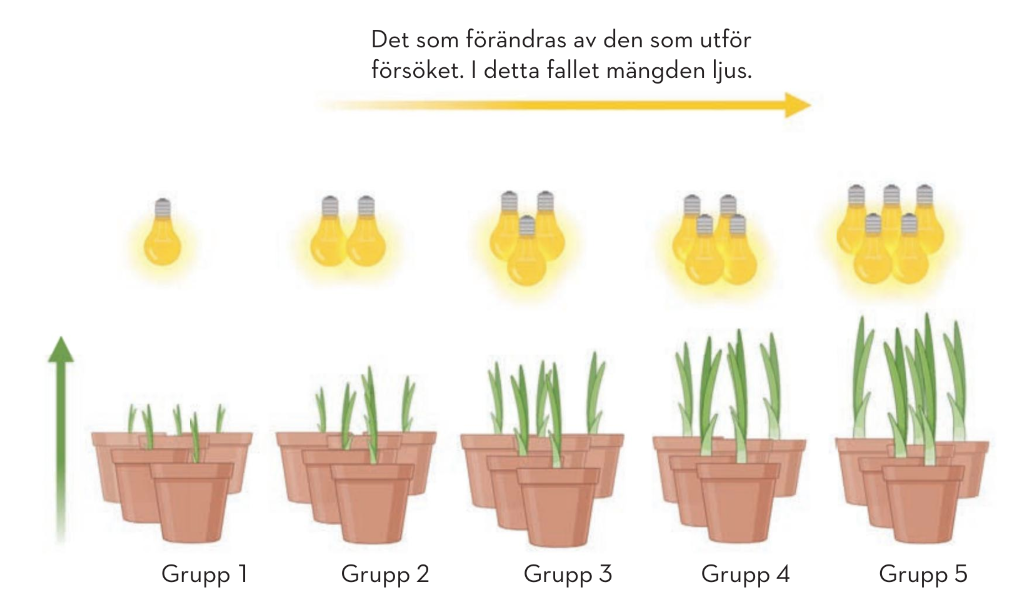 Det som förändras av den som utför
försöket. I detta fallet mängden ljus.
Grupp 1
Grupp 2
Grupp 3
Grupp 4
Grupp 5